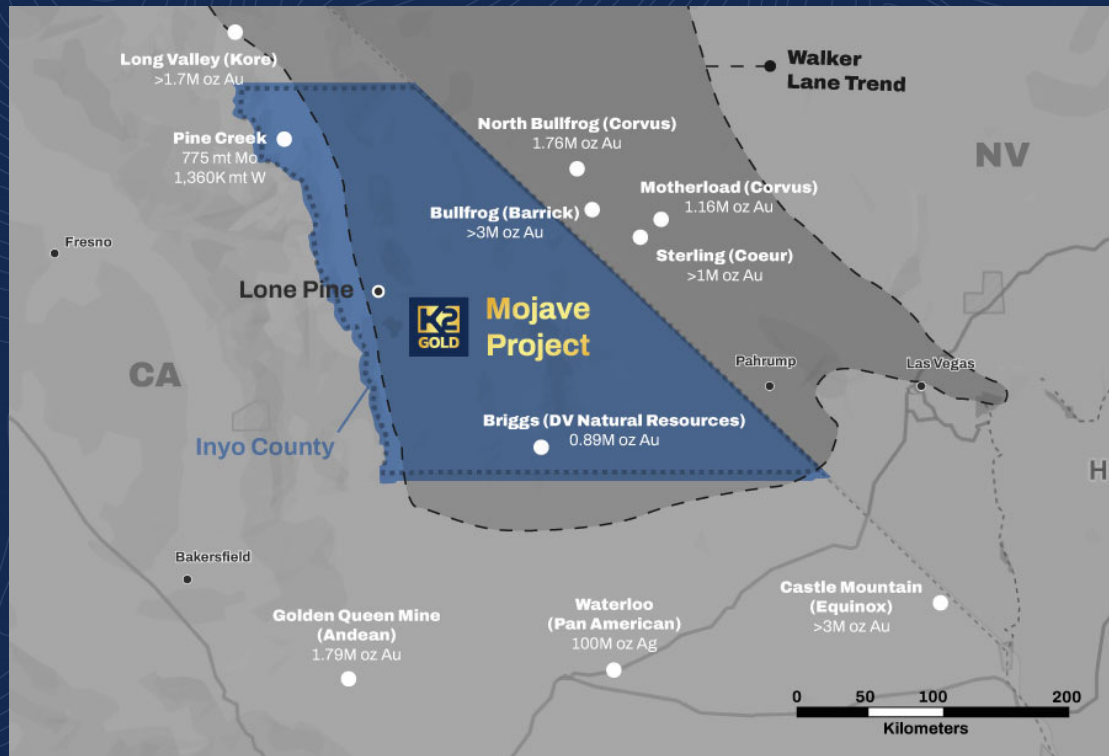 Long Valley (Kore)
>1.7M oz Au
Walker
Lane Trend
Pine Creek
775 mt Mo
1,360K mt W
North Bullfrog (Corvus)
1.76M oz Au
NV
Motherload (Corvus)
1.16M oz Au
Bullfrog (Barrick)
>3M oz Au
Sterling (Coeur)
>1M oz Au
Fresno
Lone Pine
K2
GOLD
Mojave
Project
CA
Pahrump
Las Vegas
Inyo County
Briggs (DV Natural Resources)
0.89M oz Au
H
Bakersfield
Golden Queen Mine
(Andean)
1.79M oz Au
Waterloo
(Pan American)
100M oz Ag
Castle Mountain
(Equinox)
>3M oz Au
0 50 100 200
Kilometers